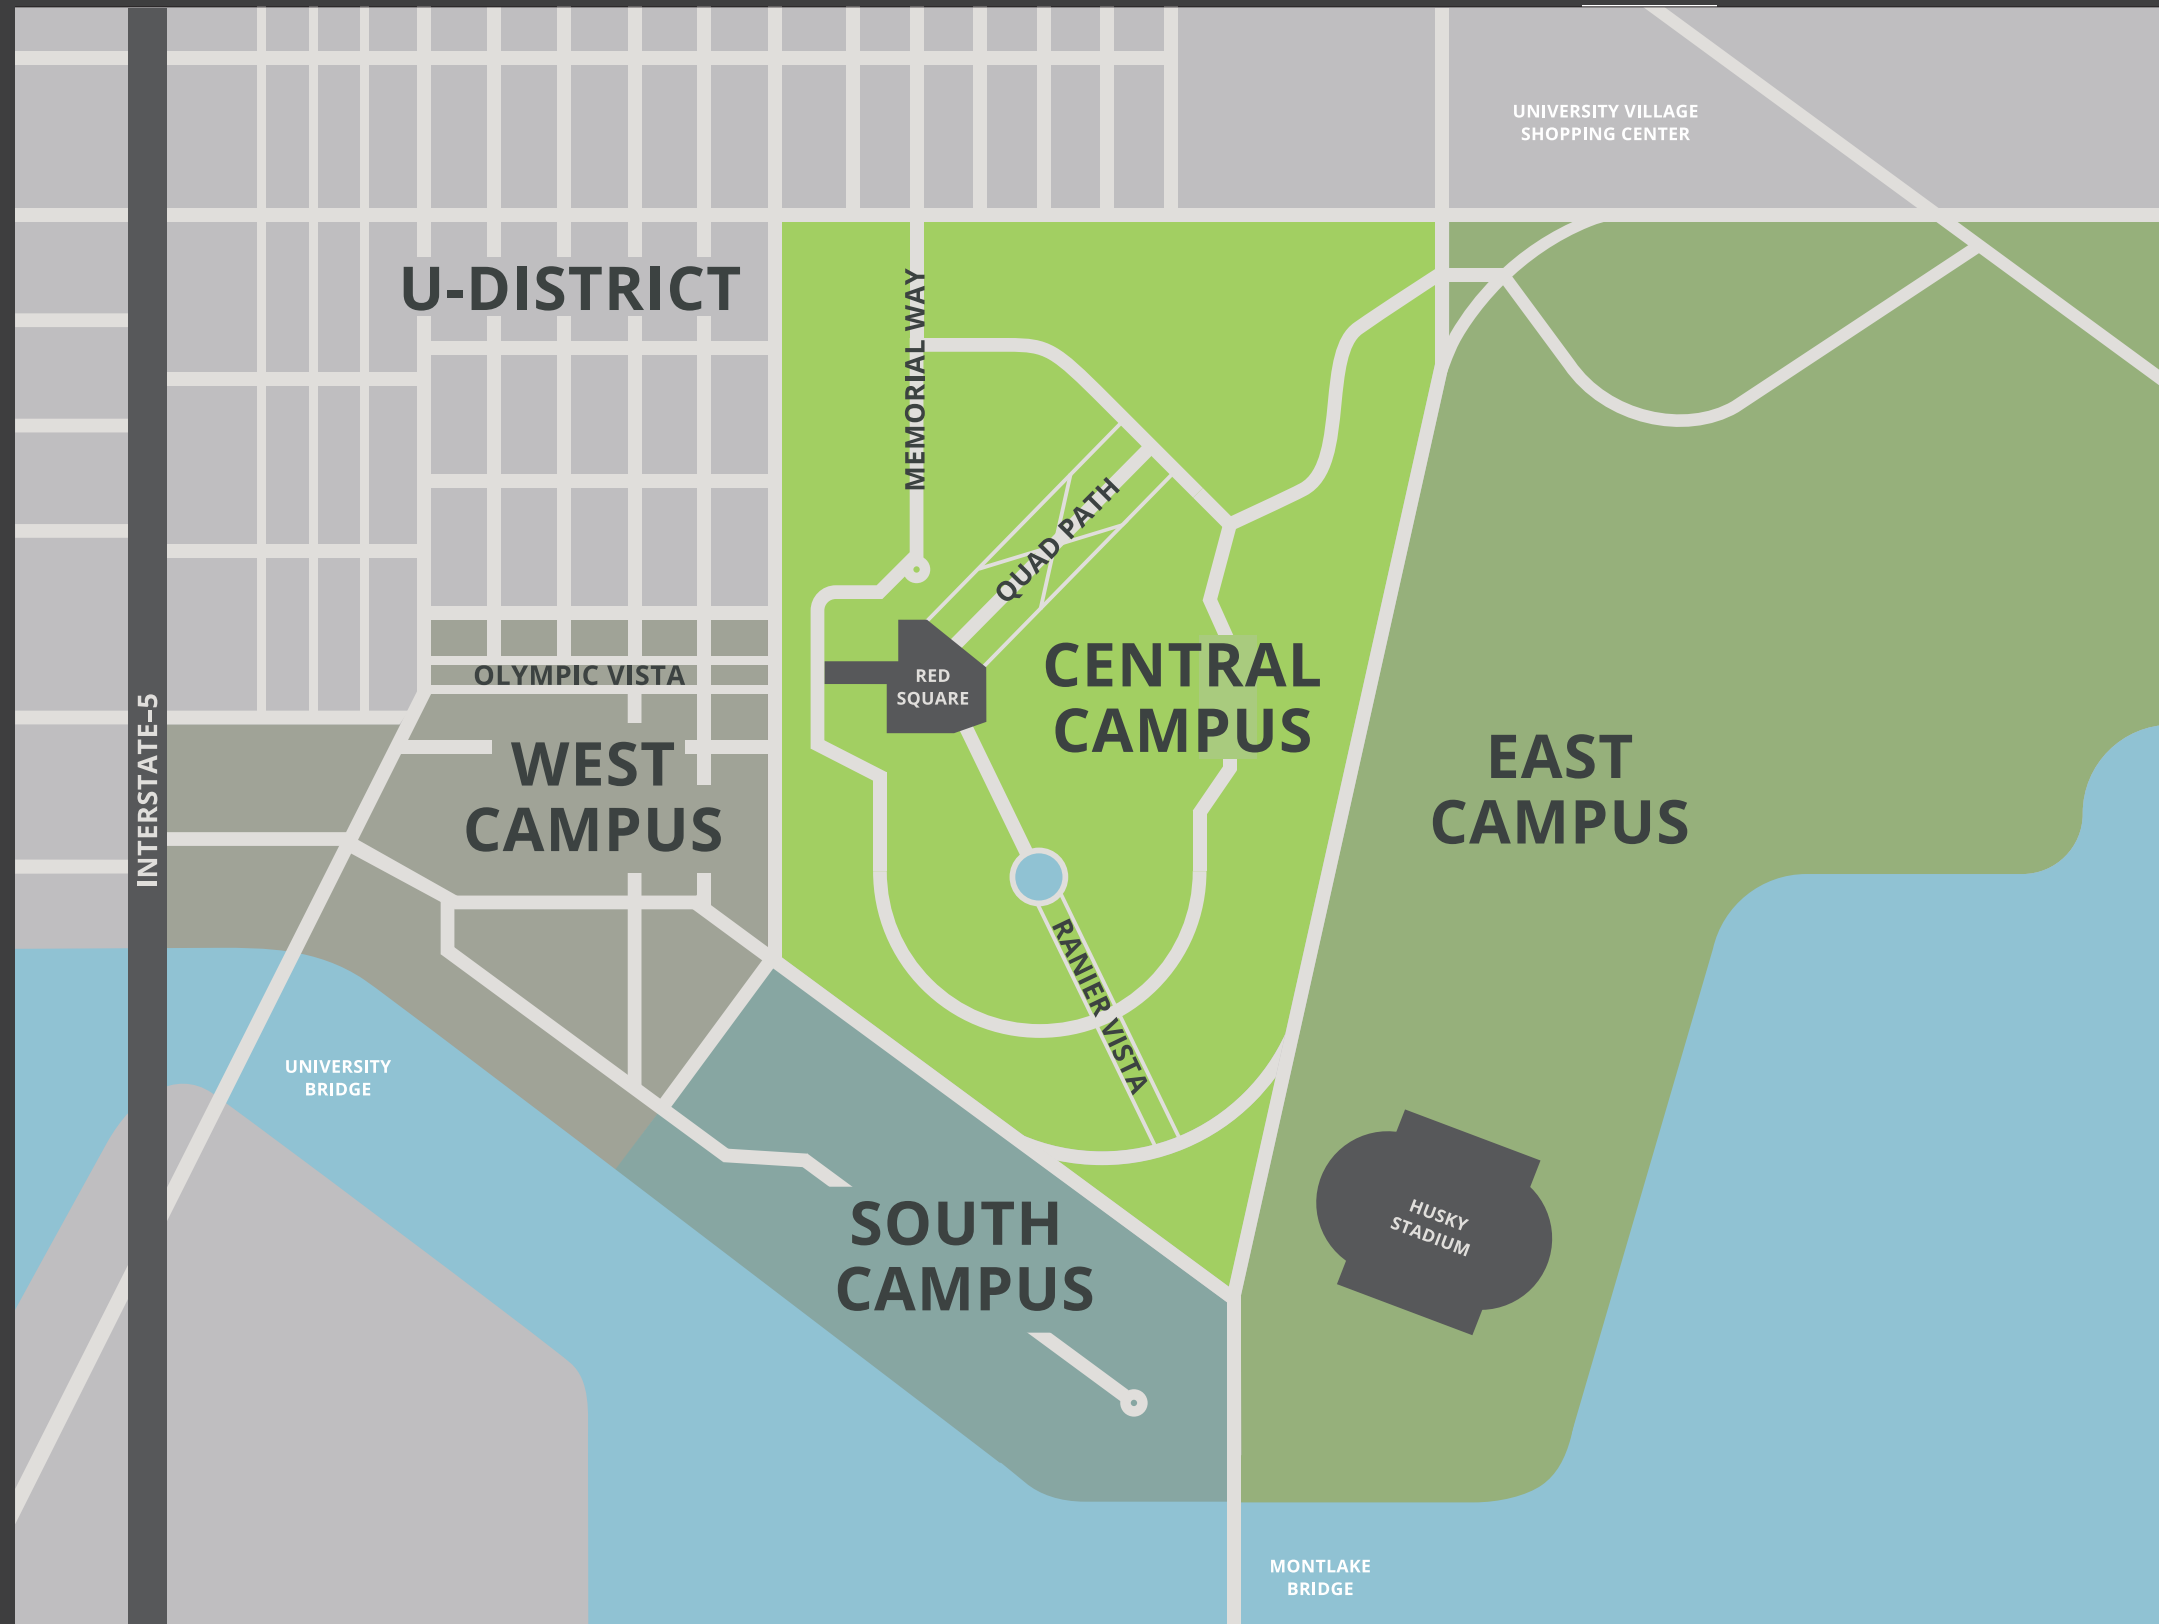 UNIVERSITY VILLAGE
SHOPPING CENTER
U-DISTRICT
MEMORIAL WAY
QUAD PATH
OLYMPIC VISTA
RED
SQUARE
CENTRAL
CAMPUS
INTERSTATE–5
WEST
CAMPUS
EAST
CAMPUS
RANIER VISTA
UNIVERSITY
BRIDGE
SOUTH
CAMPUS
HUSKY
STADIUM
MONTLAKE
BRIDGE